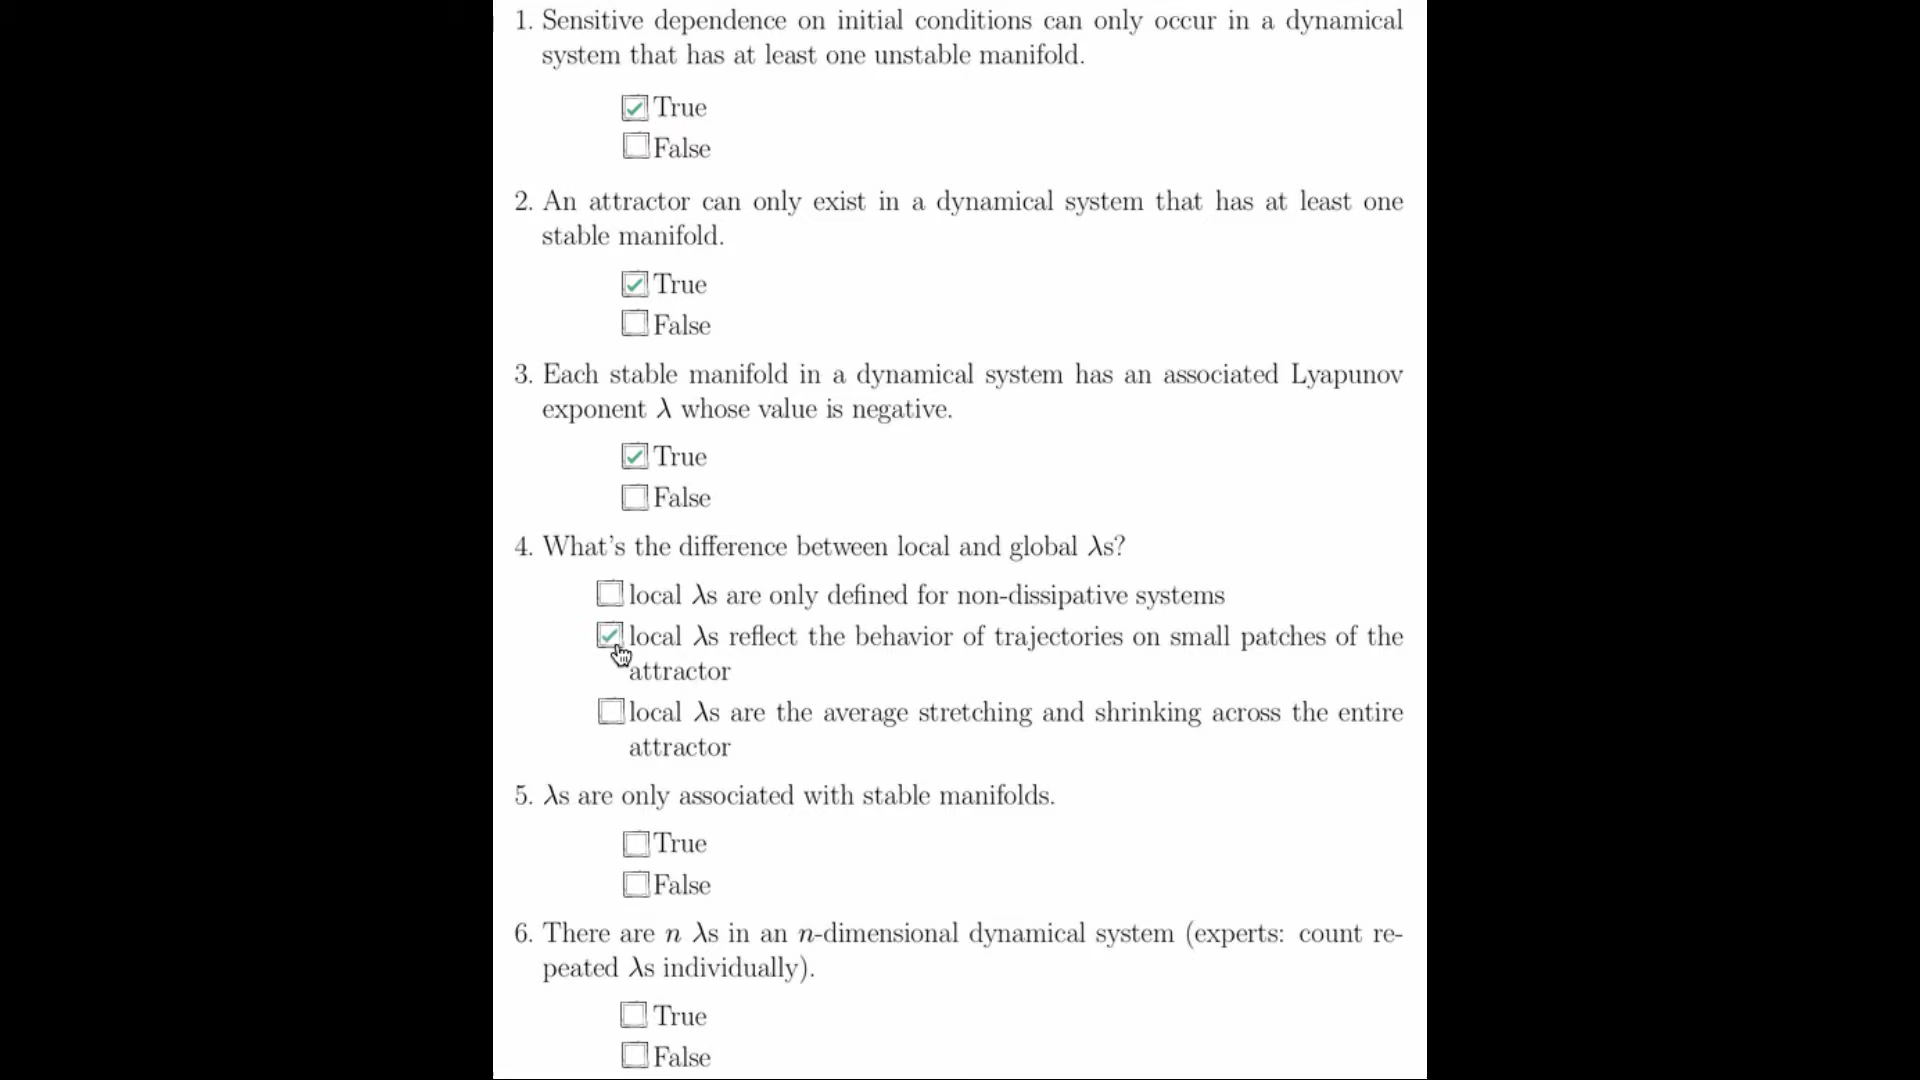 1. Sensitive dependence on initial conditions can only occur in a dynamical
system that has at least one unstable manifold.
True
False
2. An attractor can only exist in a dynamical system that has at least one
stable manifold.
True
False
3. Each stable manifold in a dynamical system has an associated Lyapunov
exponent λ whose value is negative.
True
False
4. What's the difference between local and global λs?
local λs are only defined for non-dissipative systems
local λs reflect the behavior of trajectories on small patches of the
attractor
local λs are the average stretching and shrinking across the entire
attractor
5. λs are only associated with stable manifolds.
True
False
6. There are n λs in an n-dimensional dynamical system (experts: count re-
peated λs individually).
True
False